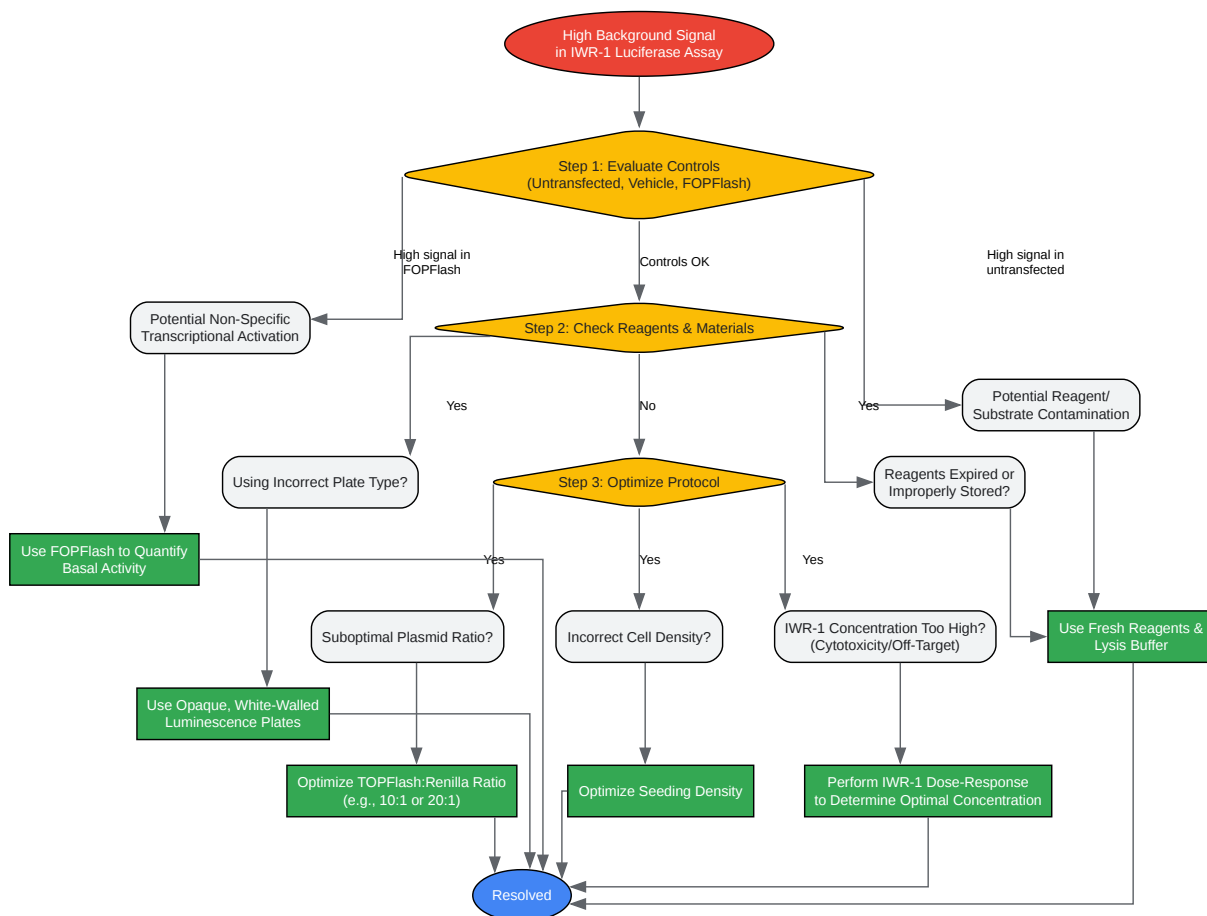 High Background Signal
in IWR-1 Luciferase Assay
Step 1: Evaluate Controls
(Untransfected, Vehicle, FOPFlash)
High signal in
FOPFlash
Controls OK
High signal in
untransfected
Potential Non-Specific
Transcriptional Activation
Step 2: Check Reagents & Materials
Yes
No
Yes
Potential Reagent/
Substrate Contamination
Using Incorrect Plate Type?
Step 3: Optimize Protocol
Reagents Expired or
Improperly Stored?
Use FOPFlash to Quantify
Basal Activity
Yes
Yes
Yes
Suboptimal Plasmid Ratio?
Incorrect Cell Density?
IWR-1 Concentration Too High?
(Cytotoxicity/Off-Target)
Use Fresh Reagents &
Lysis Buffer
Use Opaque, White-Walled
Luminescence Plates
Optimize TOPFlash:Renilla Ratio
(e.g., 10:1 or 20:1)
Optimize Seeding Density
Perform IWR-1 Dose-Response
to Determine Optimal Concentration
Resolved